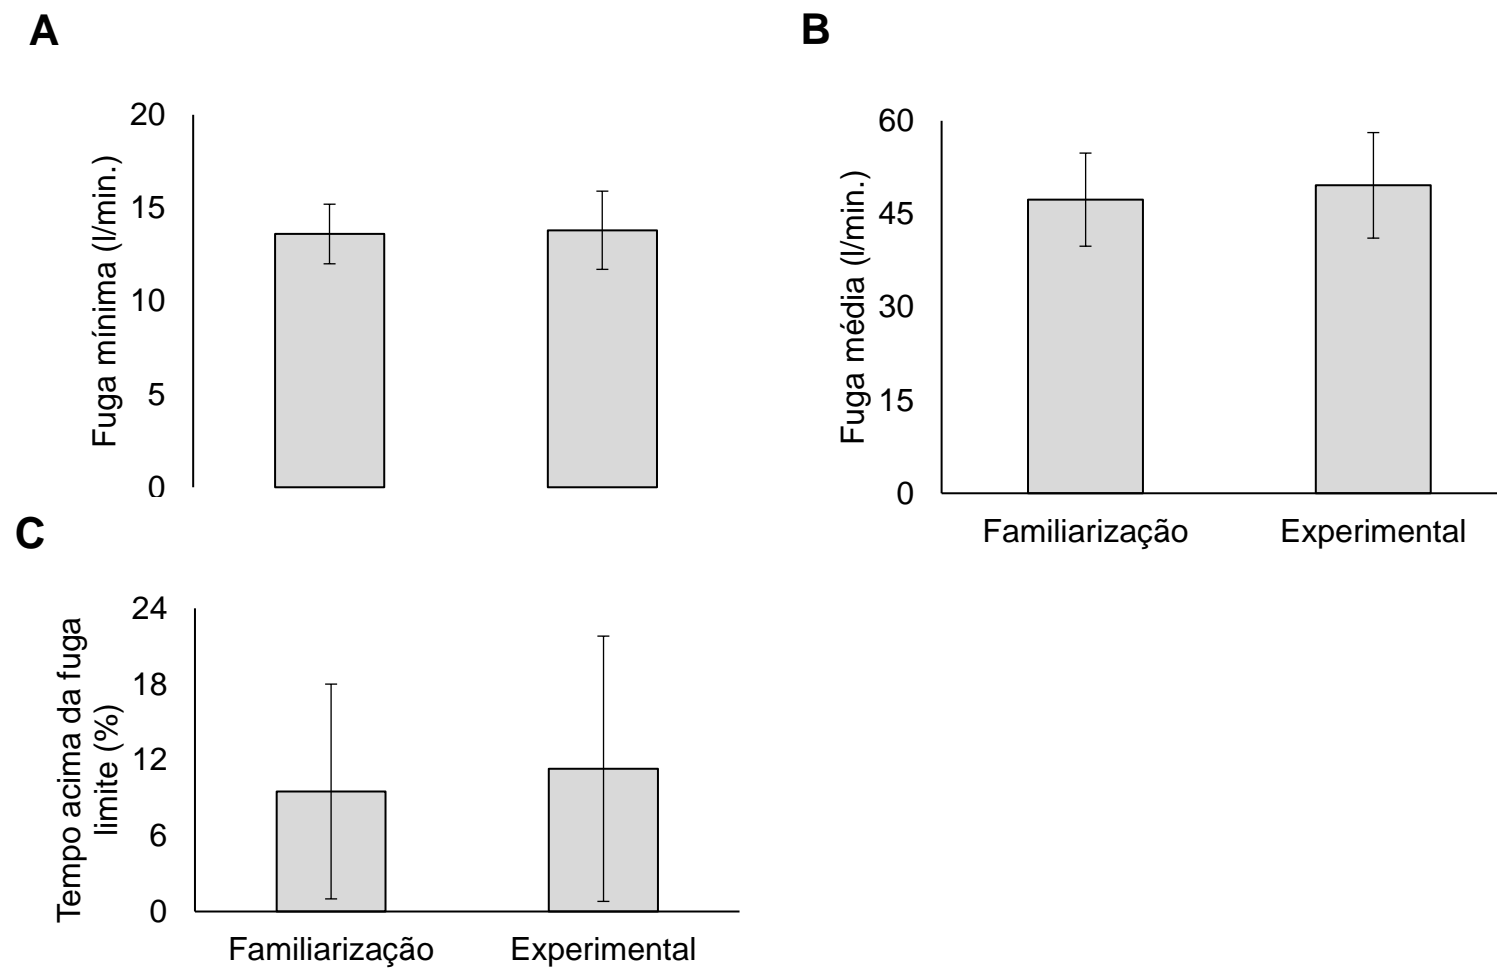 A
Fuga mínima (l/min.)
20
15
10
5
0
B
Fuga média (l/min.)
60
45
30
15
0
Familiarização Experimental
C
Tempo acima da fuga
limite (%)
24
18
12
6
0
Familiarização Experimental